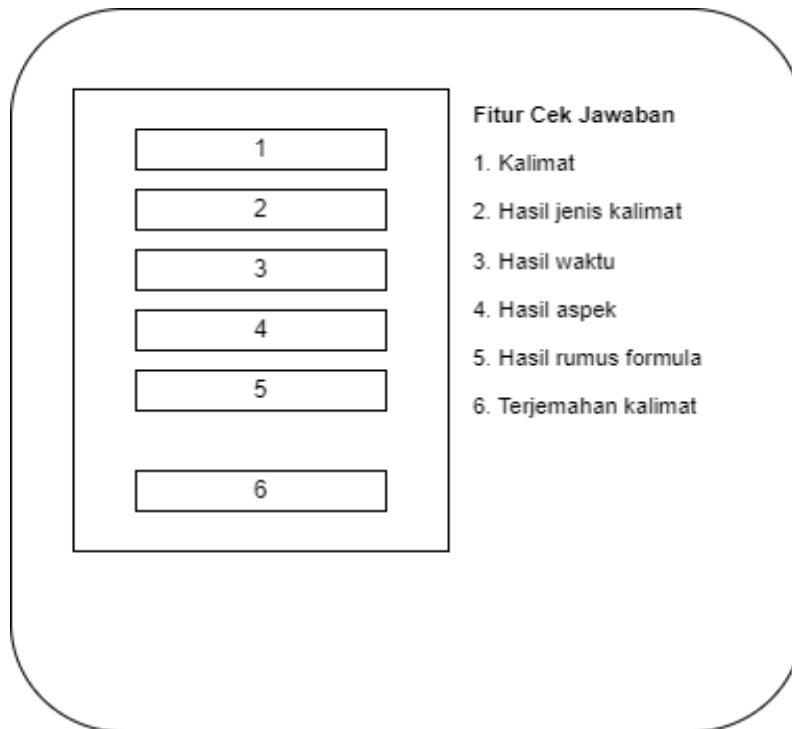 1
2
3
4
5
6
Fitur Cek Jawaban
1. Kalimat
2. Hasil jenis kalimat
3. Hasil waktu
4. Hasil aspek
5. Hasil rumus formula
6. Terjemahan kalimat